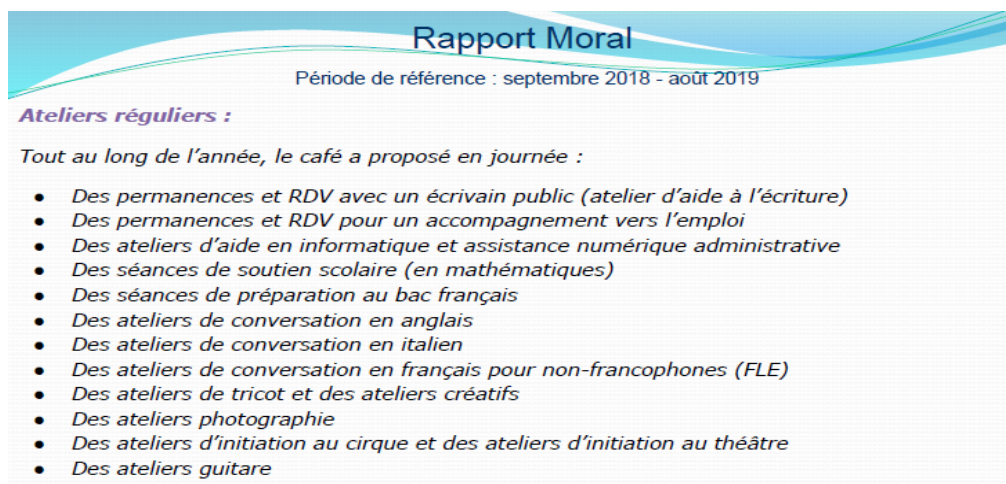 Rapport Moral
Période de référence : septembre 2018 - août 2019
Ateliers réguliers :
Tout au long de l'année, le café a proposé en journée :
● Des permanences et RDV avec un écrivain public (atelier d'aide à l'écriture)
● Des permanences et RDV pour un accompagnement vers l'emploi
● Des ateliers d'aide en informatique et assistance numérique administrative
● Des séances de soutien scolaire (en mathématiques)
● Des séances de préparation au bac français
● Des ateliers de conversation en anglais
● Des ateliers de conversation en italien
● Des ateliers de conversation en français pour non-francophones (FLE)
● Des ateliers de tricot et des ateliers créatifs
● Des ateliers photographie
● Des ateliers d'initiation au cirque et des ateliers d'initiation au théâtre
● Des ateliers guitare